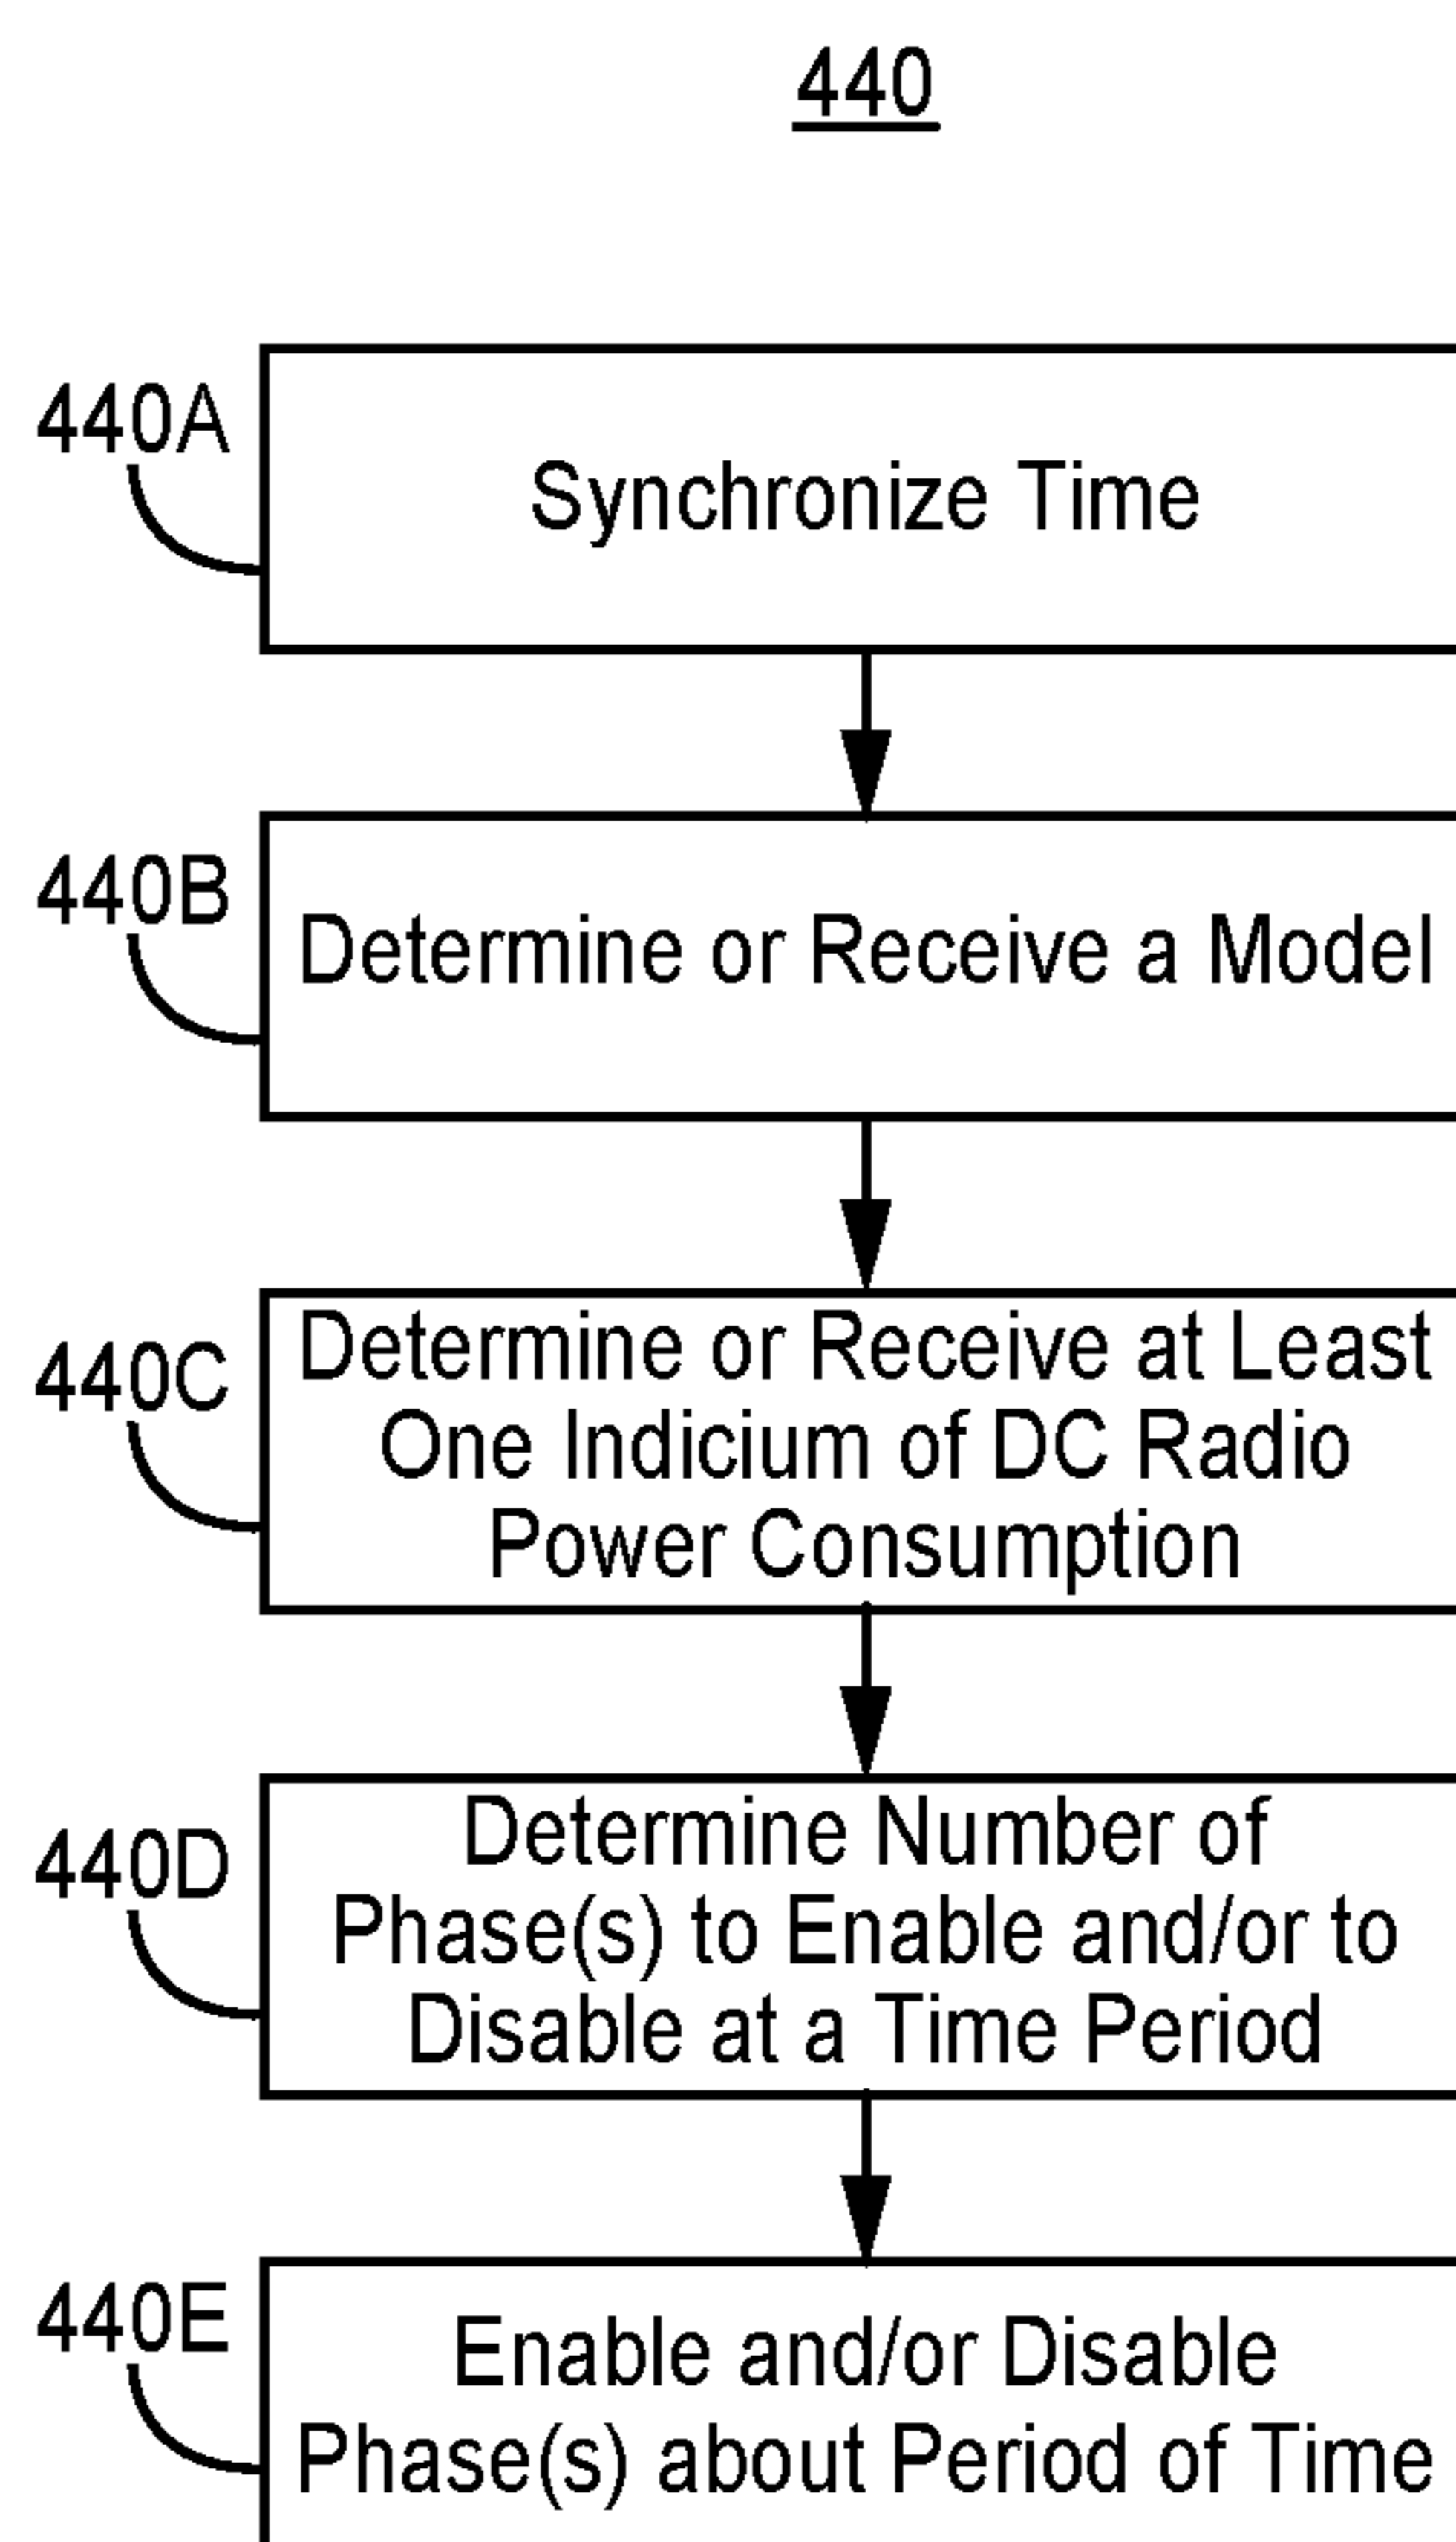 440
440A
Synchronize Time
440B
Determine or Receive a Model
440C
Determine or Receive at Least
One Indicium of DC Radio
Power Consumption
440D
Determine Number of
Phase(s) to Enable and/or to
Disable at a Time Period
440E
Enable and/or Disable
Phase(s) about Period of Time